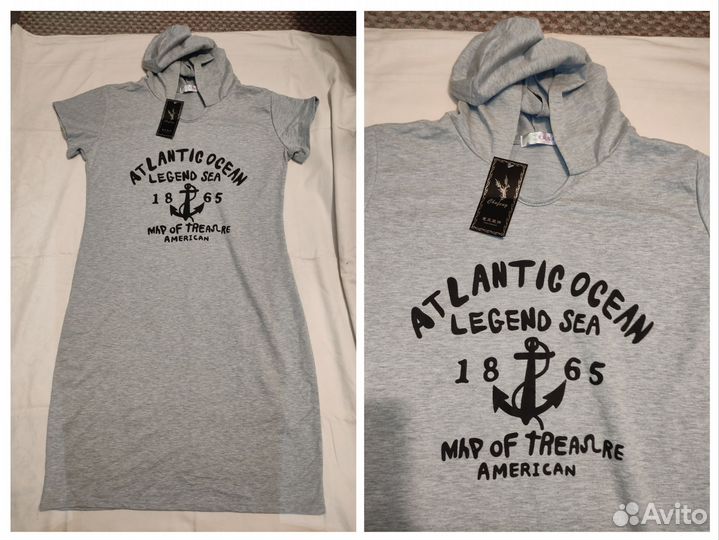 ATLANTIC OCEAN
LEGEND SEA
18 65
MAP OF TREASURE
AMERICAN
ATLANTIC OCEAN
LEGEND SEA
18 65
MAP OF TREASURE
AMERICAN
Avito